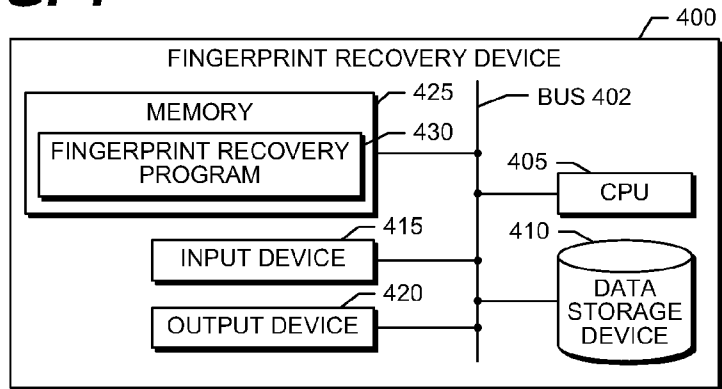 400
FINGERPRINT RECOVERY DEVICE
MEMORY
425
430
FINGERPRINT RECOVERY
PROGRAM
BUS 402
405
CPU
415
INPUT DEVICE
410
DATA
STORAGE
DEVICE
420
OUTPUT DEVICE